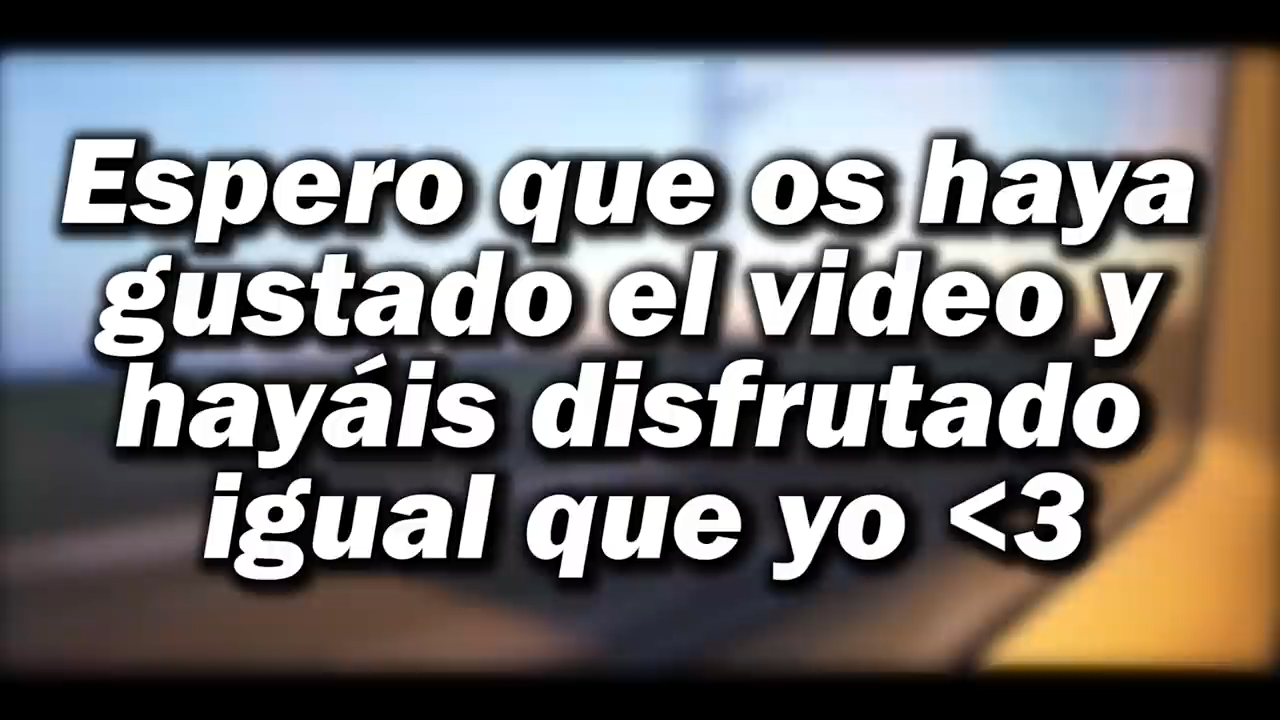 Espero que os haya
gustado el video y
hayáis disfrutado
igual que yo <3